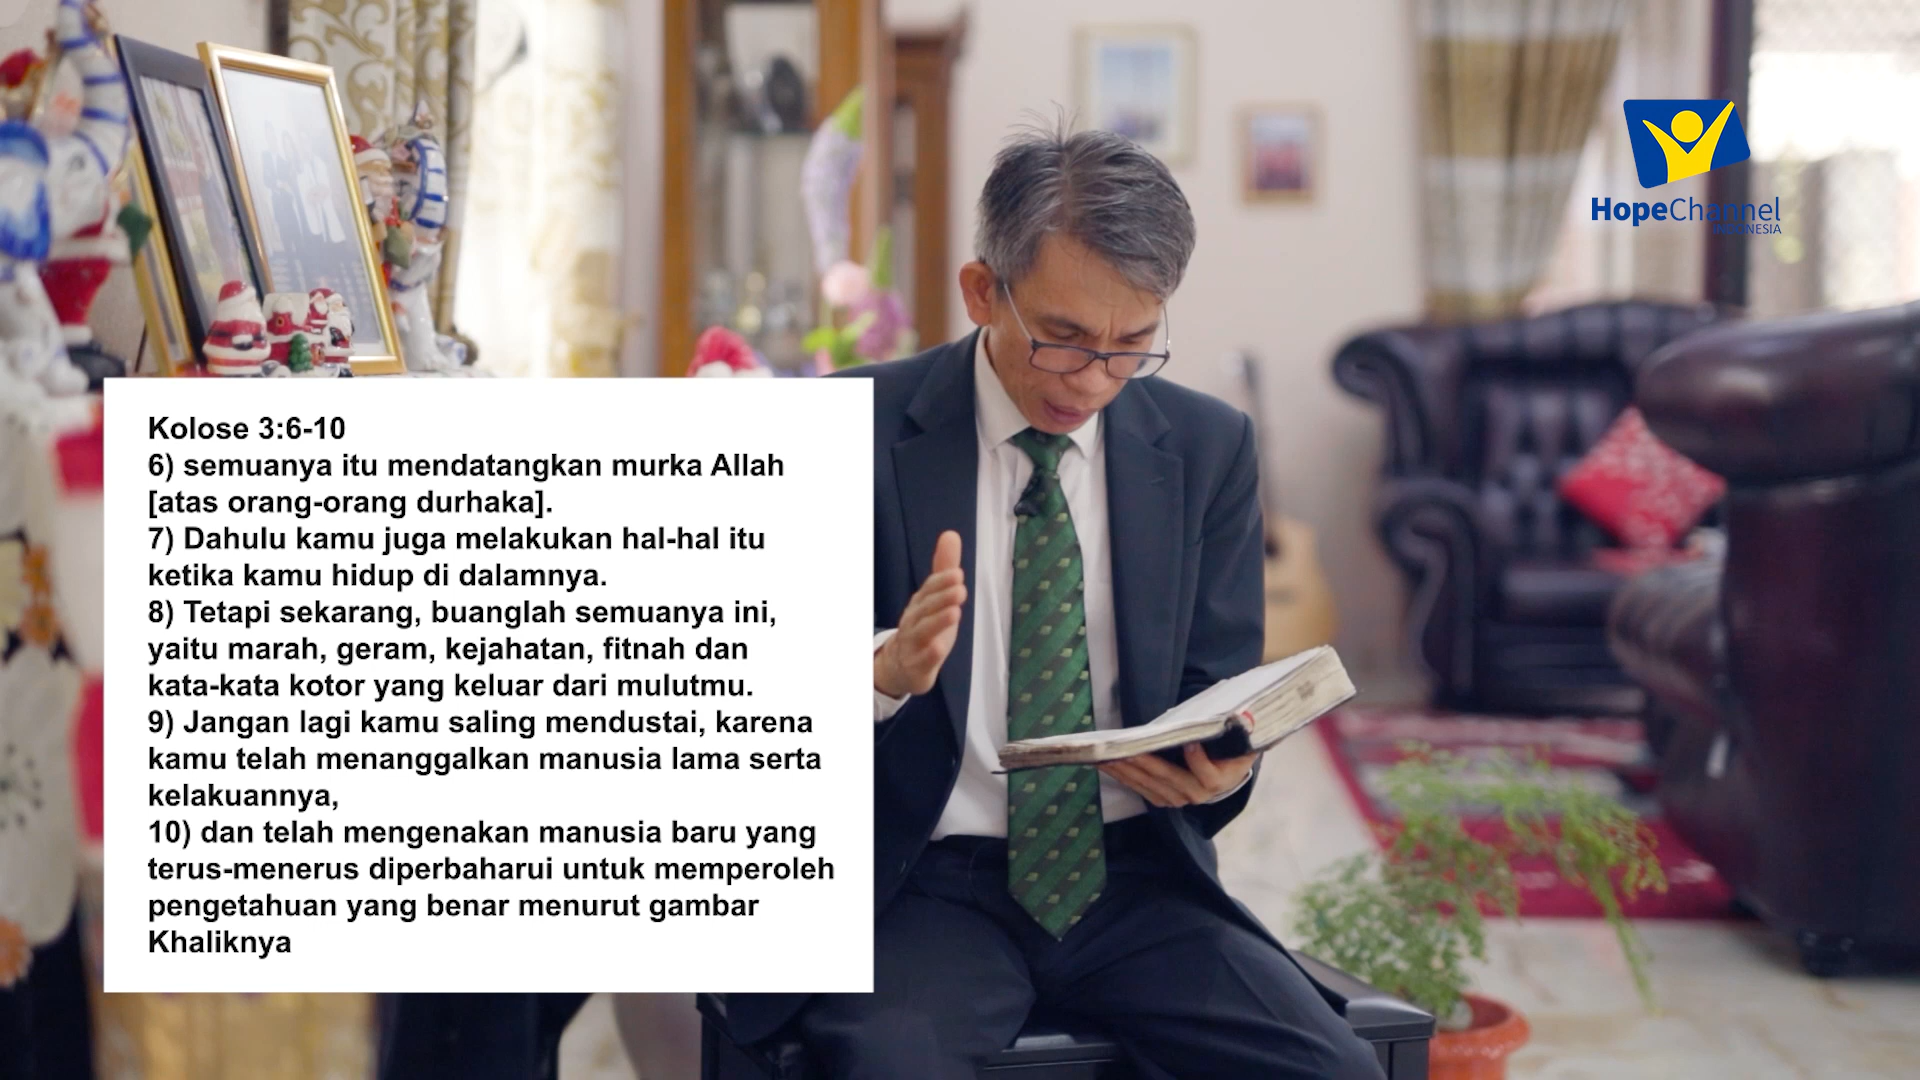 Kolose 3:6-10
6) semuanya itu mendatangkan murka Allah
[atas orang-orang durhaka].
7) Dahulu kamu juga melakukan hal-hal itu
ketika kamu hidup di dalamnya.
8) Tetapi sekarang, buanglah semuanya ini,
yaitu marah, geram, kejahatan, fitnah dan
kata-kata kotor yang keluar dari mulutmu.
9) Jangan lagi kamu saling mendustai, karena
kamu telah menanggalkan manusia lama serta
kelakuannya,
10) dan telah mengenakan manusia baru yang
terus-menerus diperbaharui untuk memperoleh
pengetahuan yang benar menurut gambar
Khaliknya
HopeChannel
INDONESIA